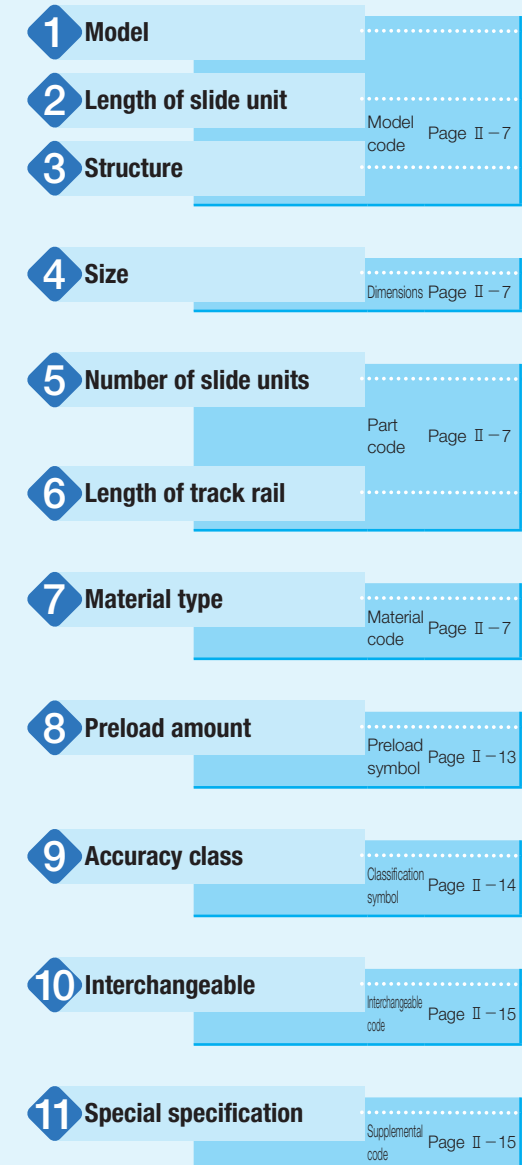 1 Model
2 Length of slide unit
Model
code Page Ⅱ－7
3 Structure
4 Size
Dimensions Page Ⅱ－7
5 Number of slide units
Part
code Page Ⅱ－7
6 Length of track rail
7 Material type
Material
code Page Ⅱ－7
8 Preload amount
Preload
symbol Page Ⅱ－13
9 Accuracy class
Classification
symbol Page Ⅱ－14
10 Interchangeable
Interchangeable
code Page Ⅱ－15
11 Special specification
Supplemental
code Page Ⅱ－15